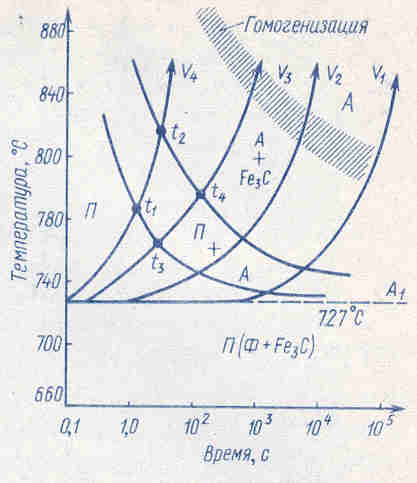 880
840
800
780
740
700
660
Температура, °С
Гомогенизация
V₄
V₃
V₂
V₁
A
t₂
A
+
Fe₃C
t₄
П
t₁
П
+
A
t₃
A₁
727°С
П(Ф+Fe₃C)
0,1
1,0
10²
10³
10⁴
10⁵
Время, с